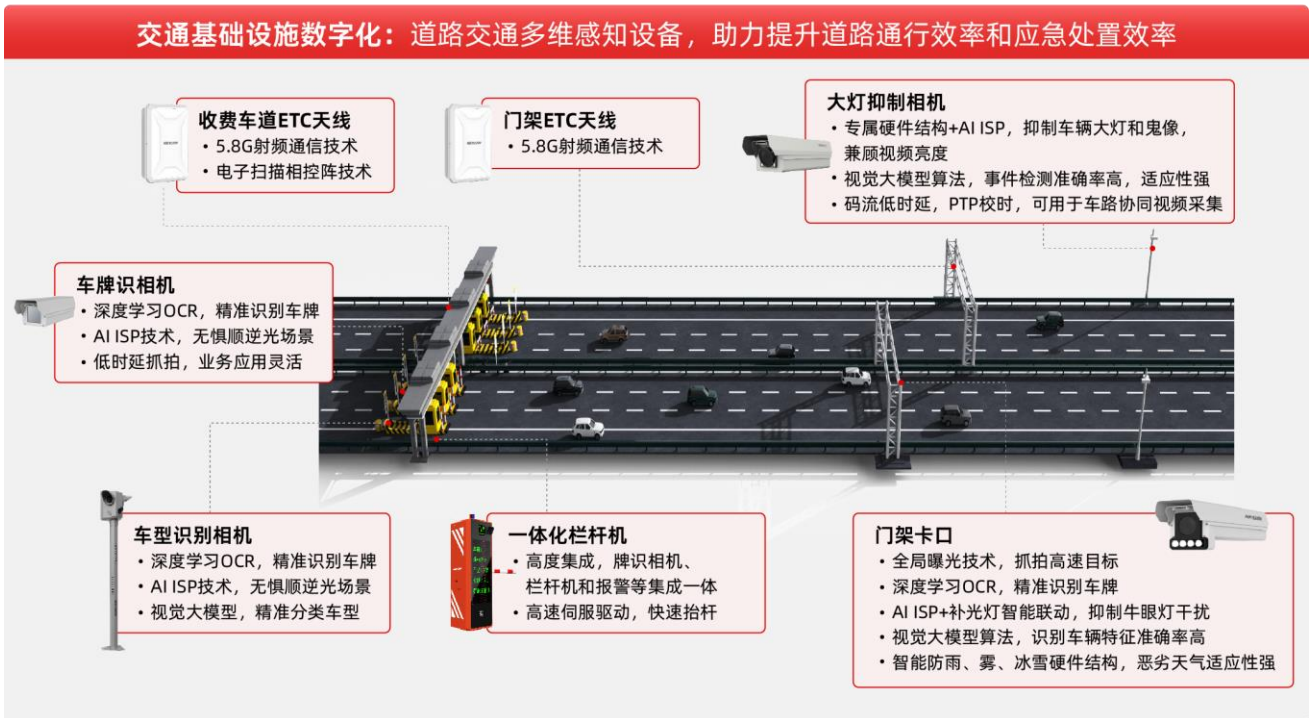 交通基础设施数字化：道路交通多维感知设备，助力提升道路通行效率和应急处置效率
收费车道ETC天线
• 5.8G射频通信技术
• 电子扫描相控阵技术
门架ETC天线
• 5.8G射频通信技术
大灯抑制相机
• 专属硬件结构+AI ISP，抑制车辆大灯和鬼像，
兼顾视频亮度
• 视觉大模型算法，事件检测准确率高，适应性强
• 码流低时延，PTP校时，可用于车路协同视频采集
车牌识相机
• 深度学习OCR，精准识别车牌
• AI ISP技术，无惧顺逆光场景
• 低时延抓拍，业务应用灵活
车型识别相机
• 深度学习OCR，精准识别车牌
• AI ISP技术，无惧顺逆光场景
• 视觉大模型，精准分类车型
一体化栏杆机
• 高度集成，牌识相机、
栏杆机和报警等集成一体
• 高速伺服驱动，快速抬杆
门架卡口
• 全局曝光技术，抓拍高速目标
• 深度学习OCR，精准识别车牌
• AI ISP+补光灯智能联动，抑制牛眼灯干扰
• 视觉大模型算法，识别车辆特征准确率高
• 智能防雨、雾、冰雪硬件结构，恶劣天气适应性强